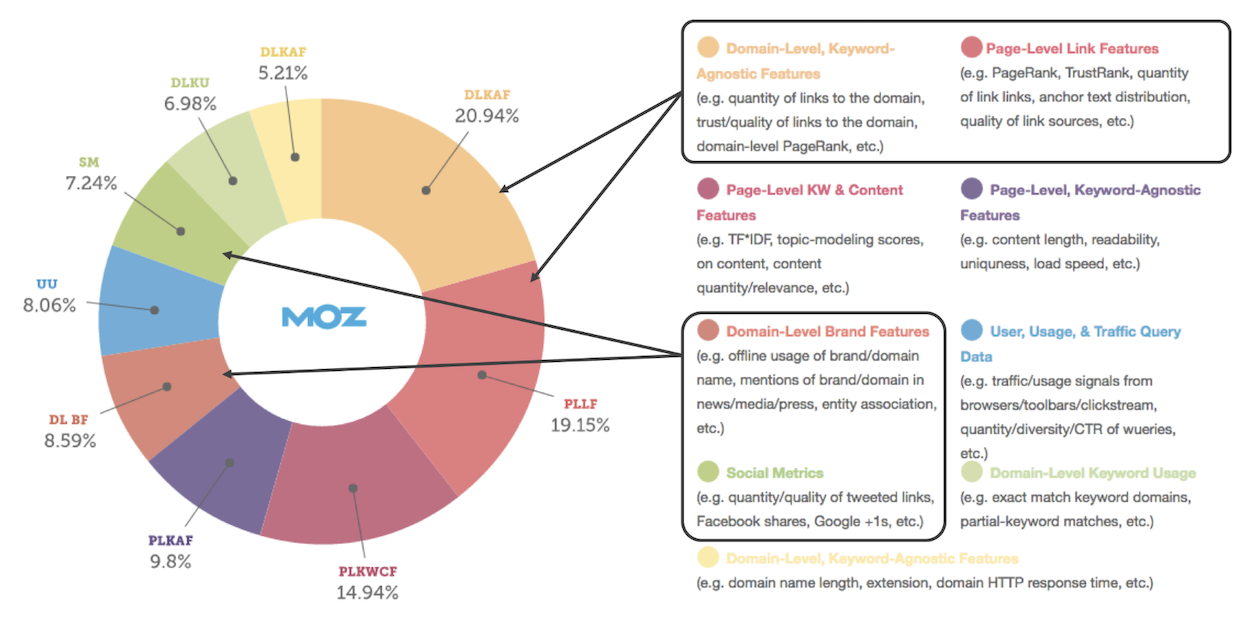 DLKAF
5.21%
DLKU
6.98%
DLKAF
20.94%
SM
7.24%
UU
8.06%
MOZ
DL BF
8.59%
PLLF
19.15%
PLKAF
9.8%
PLKWCF
14.94%
Domain-Level, Keyword-
Agnostic Features
(e.g. quantity of links to the domain,
trust/quality of links to the domain,
domain-level PageRank, etc.)
Page-Level Link Features
(e.g. PageRank, TrustRank, quantity
of link links, anchor text distribution,
quality of link sources, etc.)
Page-Level KW & Content
Features
(e.g. TF*IDF, topic-modeling scores,
on content, content
quantity/relevance, etc.)
Page-Level, Keyword-Agnostic
Features
(e.g. content length, readability,
uniquness, load speed, etc.)
Domain-Level Brand Features
(e.g. offline usage of brand/domain
name, mentions of brand/domain in
news/media/press, entity association,
etc.)
User, Usage, & Traffic Query
Data
(e.g. traffic/usage signals from
browsers/toolbars/clickstream,
quantity/diversity/CTR of wueries,
etc.)
Social Metrics
(e.g. quantity/quality of tweeted links,
Facebook shares, Google +1s, etc.)
Domain-Level Keyword Usage
(e.g. exact match keyword domains,
partial-keyword matches, etc.)
Domain-Level, Keyword-Agnostic Features
(e.g. domain name length, extension, domain HTTP response time, etc.)